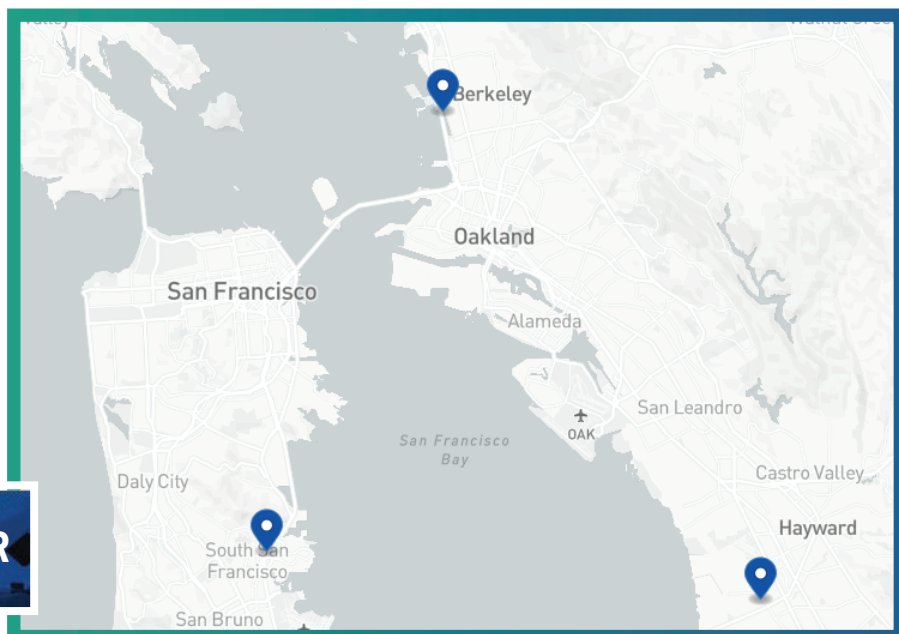 Valley
Berkeley
Oakland
San Francisco
Alameda
San Leandro
OAK
San Francisco
Bay
Castro Valley
Daly City
Hayward
South San
Francisco
San Bruno
R